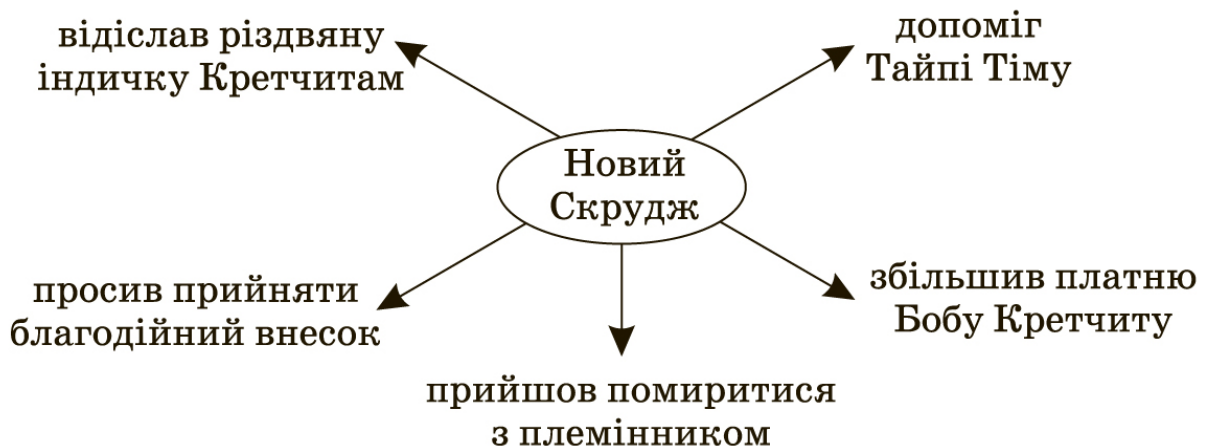 відіслав різдвяну
індичку Кретчитам
допоміг
Тайпі Тіму
Новий
Скрудж
просив прийняти
благодійний внесок
збільшив платню
Бобу Кретчиту
прийшов помиритися
з племінником